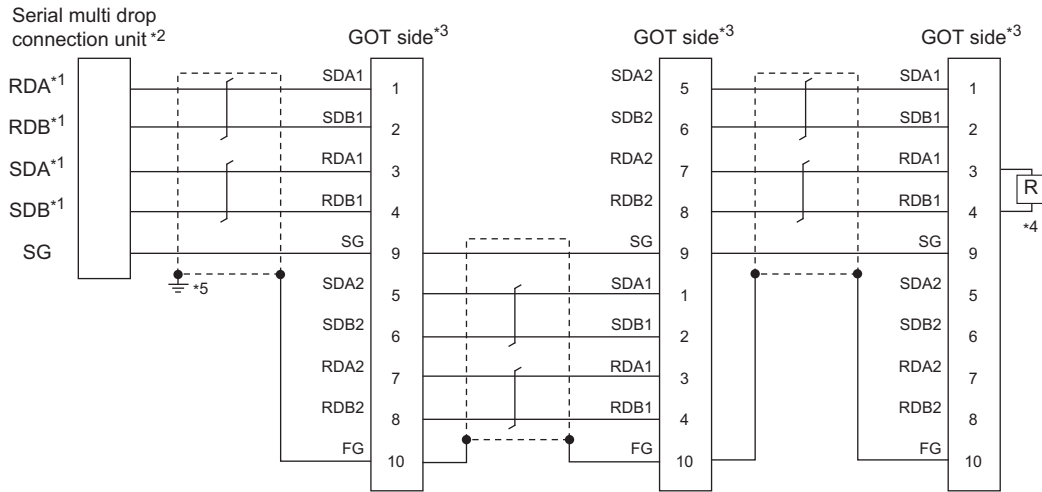 Serial multi drop
connection unit *2
GOT side*3
GOT side*3
GOT side*3
RDA*1
SDA1
1
SDA2
5
SDA1
1
RDB*1
SDB1
2
SDB2
6
SDB1
2
SDA*1
RDA1
3
RDA2
7
RDA1
3
R
SDB*1
RDB1
4
RDB2
8
RDB1
4
*4
SG
SG
9
SG
9
SG
9
*5
SDA2
5
SDA1
1
SDA2
5
SDB2
6
SDB1
2
SDB2
6
RDA2
7
RDA1
3
RDA2
7
RDB2
8
RDB1
4
RDB2
8
FG
10
FG
10
FG
10